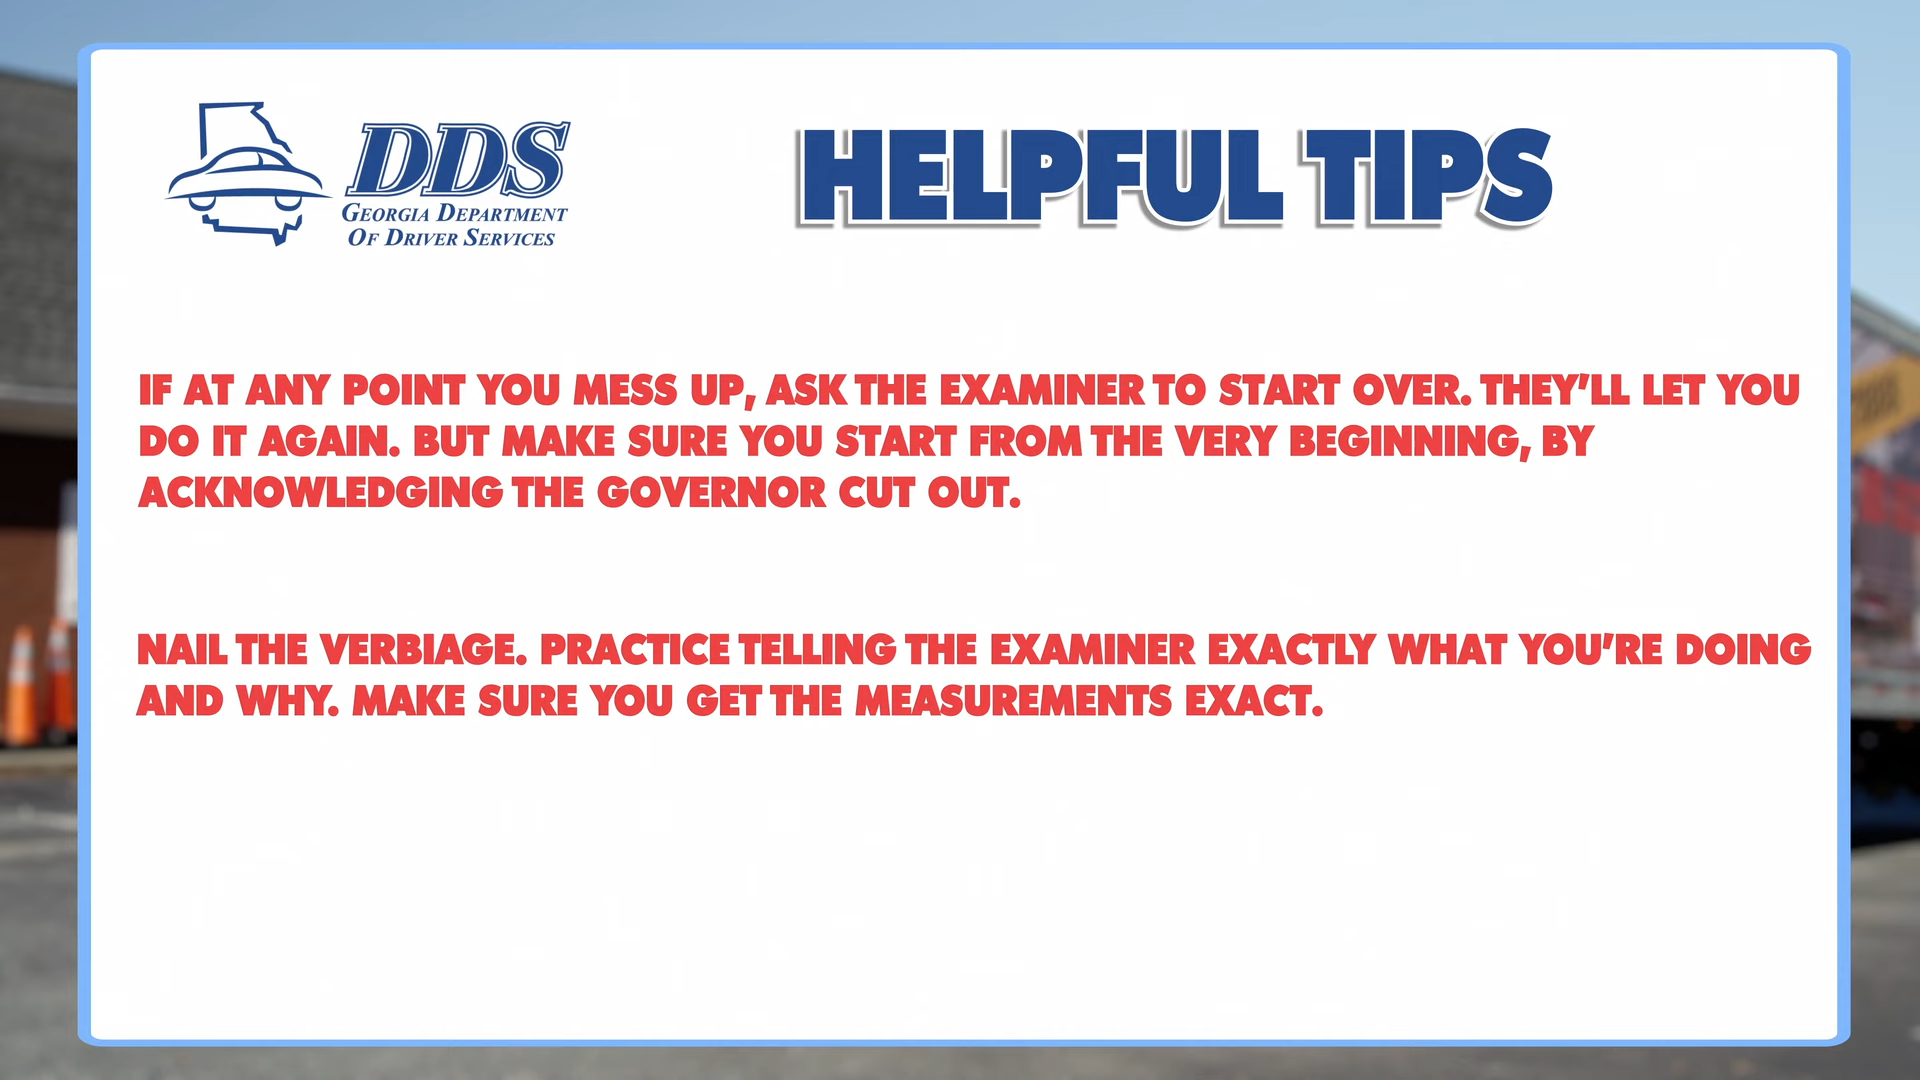 DDS
GEORGIA DEPARTMENT
OF DRIVER SERVICES
HELPFUL TIPS
IF AT ANY POINT YOU MESS UP, ASK THE EXAMINER TO START OVER. THEY'LL LET YOU
DO IT AGAIN. BUT MAKE SURE YOU START FROM THE VERY BEGINNING, BY
ACKNOWLEDGING THE GOVERNOR CUT OUT.
NAIL THE VERBIAGE. PRACTICE TELLING THE EXAMINER EXACTLY WHAT YOU'RE DOING
AND WHY. MAKE SURE YOU GET THE MEASUREMENTS EXACT.